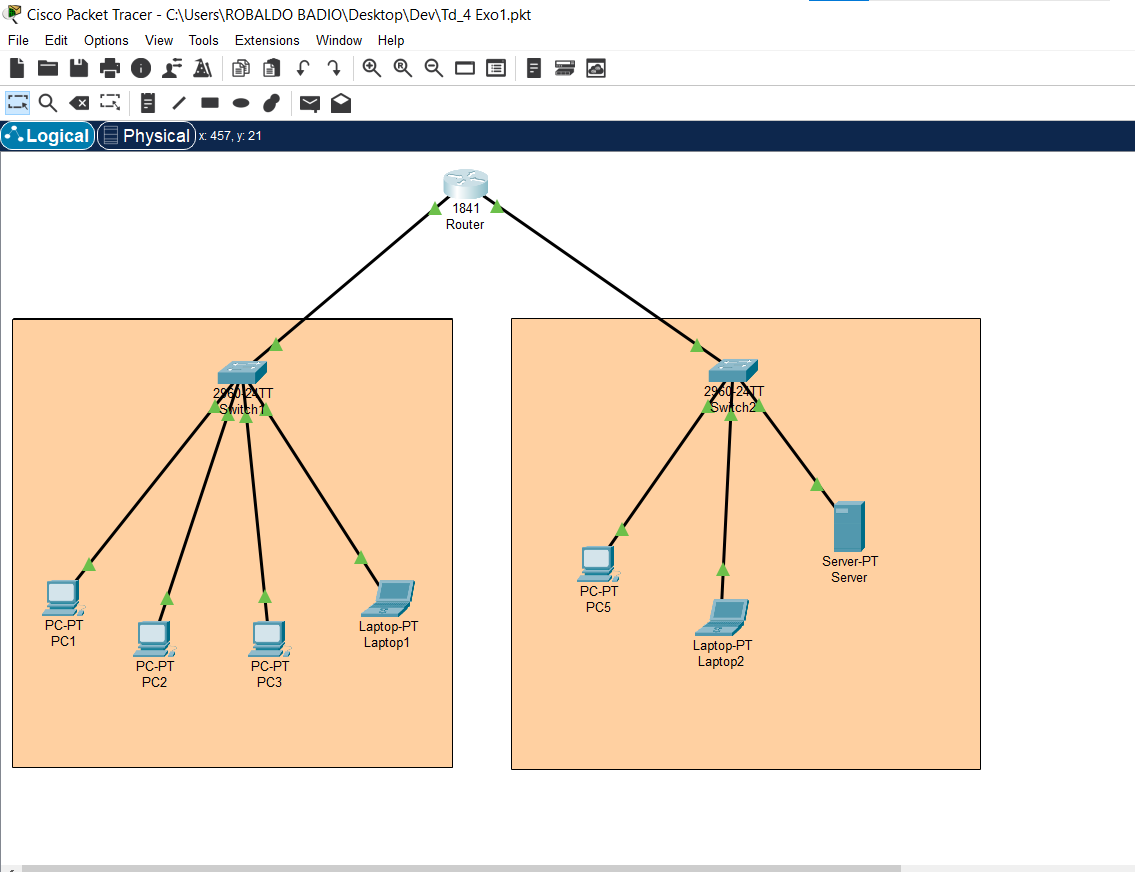 Cisco Packet Tracer - C:\Users\ROBALDO BADIO\Desktop\Dev\Td_4 Exo1.pkt
File Edit Options View Tools Extensions Window Help
Logical Physical x: 457, y: 21
1841
Router
2960-24TT
Switch1
2960-24TT
Switch2
Server-PT
Server
PC-PT
PC5
PC-PT
PC1
Laptop-PT
Laptop1
Laptop-PT
Laptop2
PC-PT
PC2
PC-PT
PC3